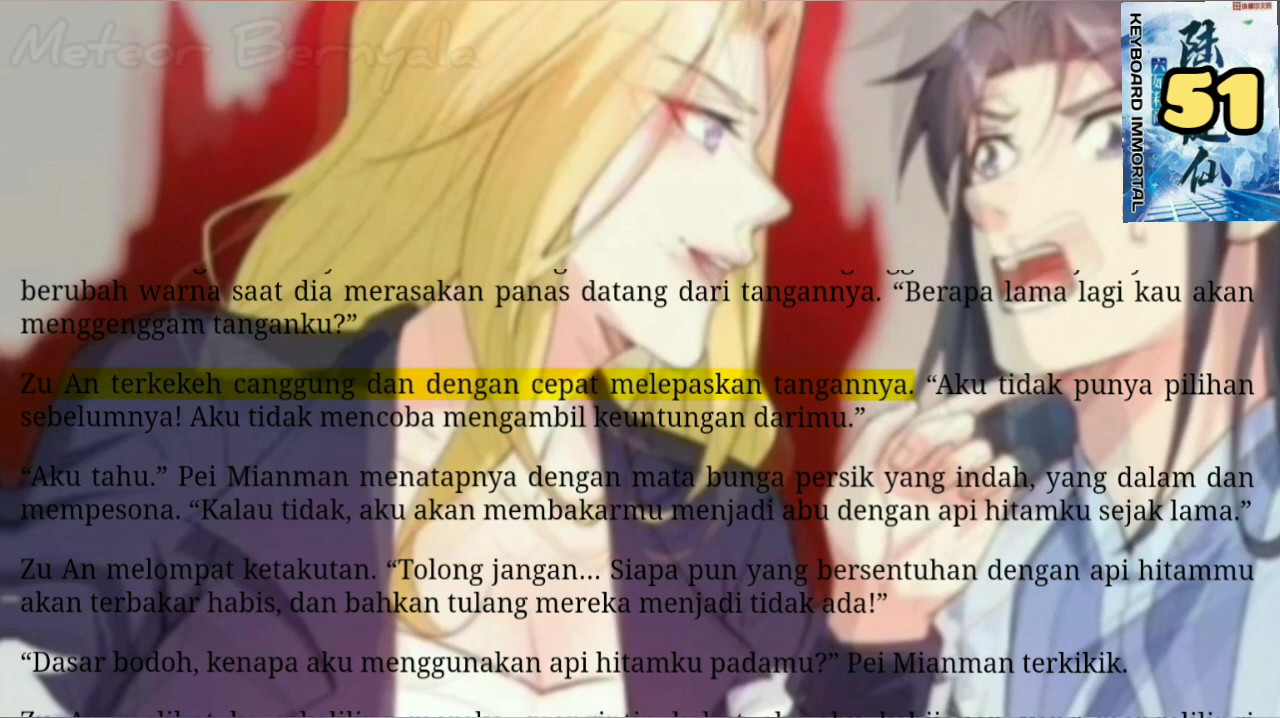 Meteor Bernyala
KEYBOARD IMMORTAL
陆
仙
51
berubah warna saat dia merasakan panas datang dari tangannya. “Berapa lama lagi kau akan
menggenggam tanganku?”
Zu An terkekeh canggung dan dengan cepat melepaskan tangannya. “Aku tidak punya pilihan
sebelumnya! Aku tidak mencoba mengambil keuntungan darimu.”
“Aku tahu.” Pei Mianman menatapnya dengan mata bunga persik yang indah, yang dalam dan
mempesona. “Kalau tidak, aku akan membakarmu menjadi abu dengan api hitamku sejak lama.”
Zu An melompat ketakutan. “Tolong jangan... Siapa pun yang bersentuhan dengan api hitammu
akan terbakar habis, dan bahkan tulang mereka menjadi tidak ada!”
“Dasar bodoh, kenapa aku menggunakan api hitamku padamu?” Pei Mianman terkikik.